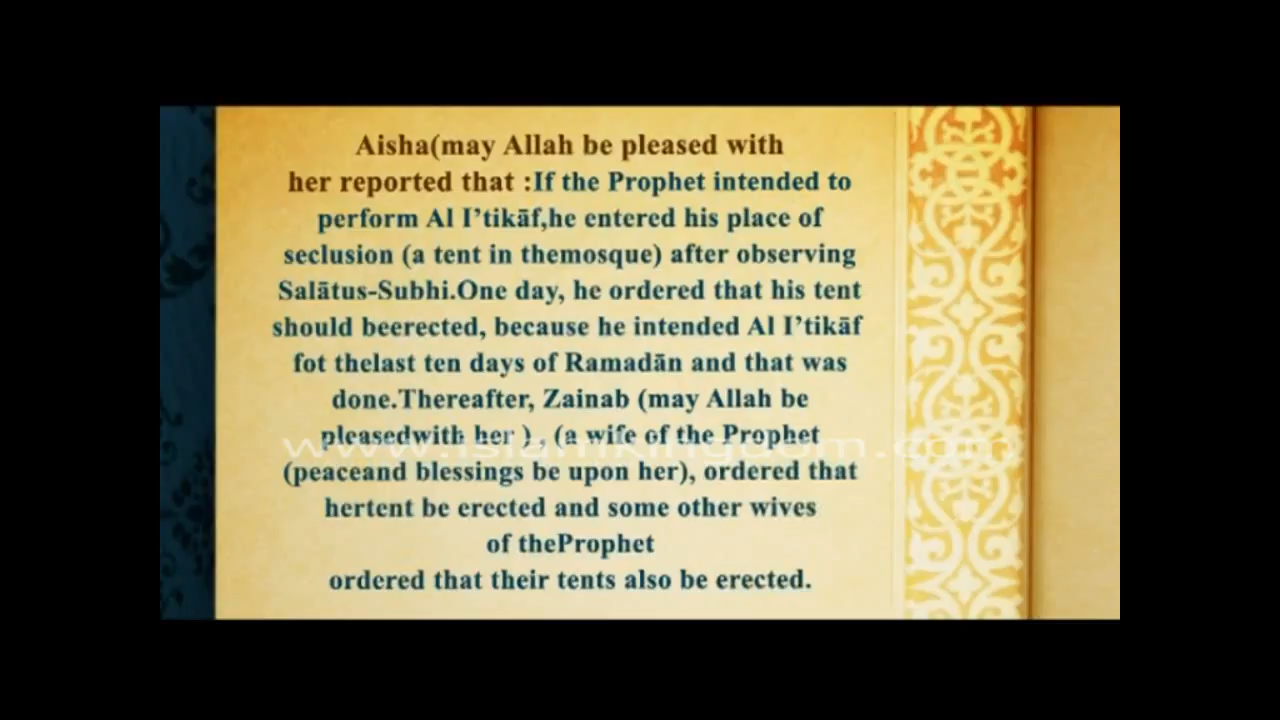 Aisha(may Allah be pleased with
her reported that :If the Prophet intended to
perform Al I’tikāf,he entered his place of
seclusion (a tent in themosque) after observing
Salātus-Subhi.One day, he ordered that his tent
should beerected, because he intended Al I’tikāf
fot thelast ten days of Ramadān and that was
done.Thereafter, Zainab (may Allah be
pleasedwith her ) , (a wife of the Prophet
www.islamkingdom.com
(peaceand blessings be upon her), ordered that
hertent be erected and some other wives
of theProphet
ordered that their tents also be erected.